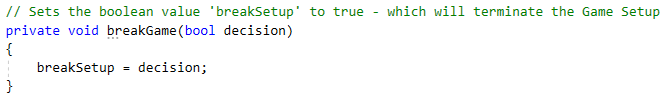 // Sets the boolean value 'breakSetup' to true - which will terminate the Game Setup
private void breakGame(bool decision)
{
    breakSetup = decision;
}